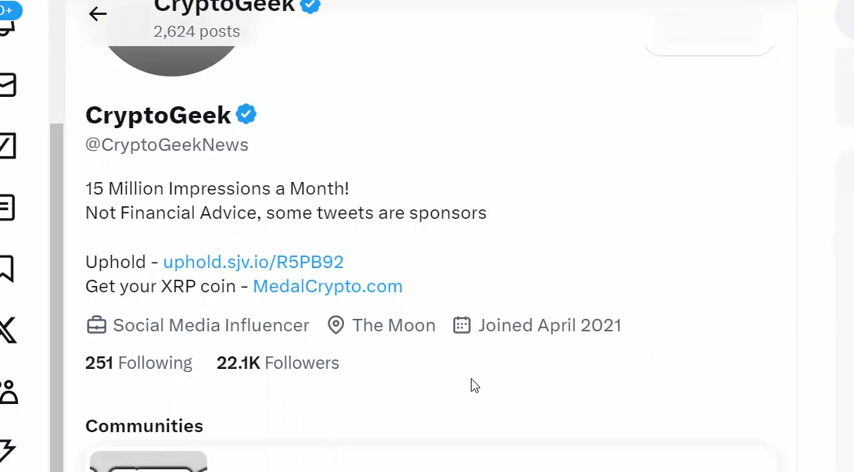 CryptoGeek
2,624 posts
CryptoGeek
@CryptoGeekNews
15 Million Impressions a Month!
Not Financial Advice, some tweets are sponsors
Uphold - uphold.sjv.io/R5PB92
Get your XRP coin - MedalCrypto.com
Social Media Influencer The Moon Joined April 2021
251 Following 22.1K Followers
Communities